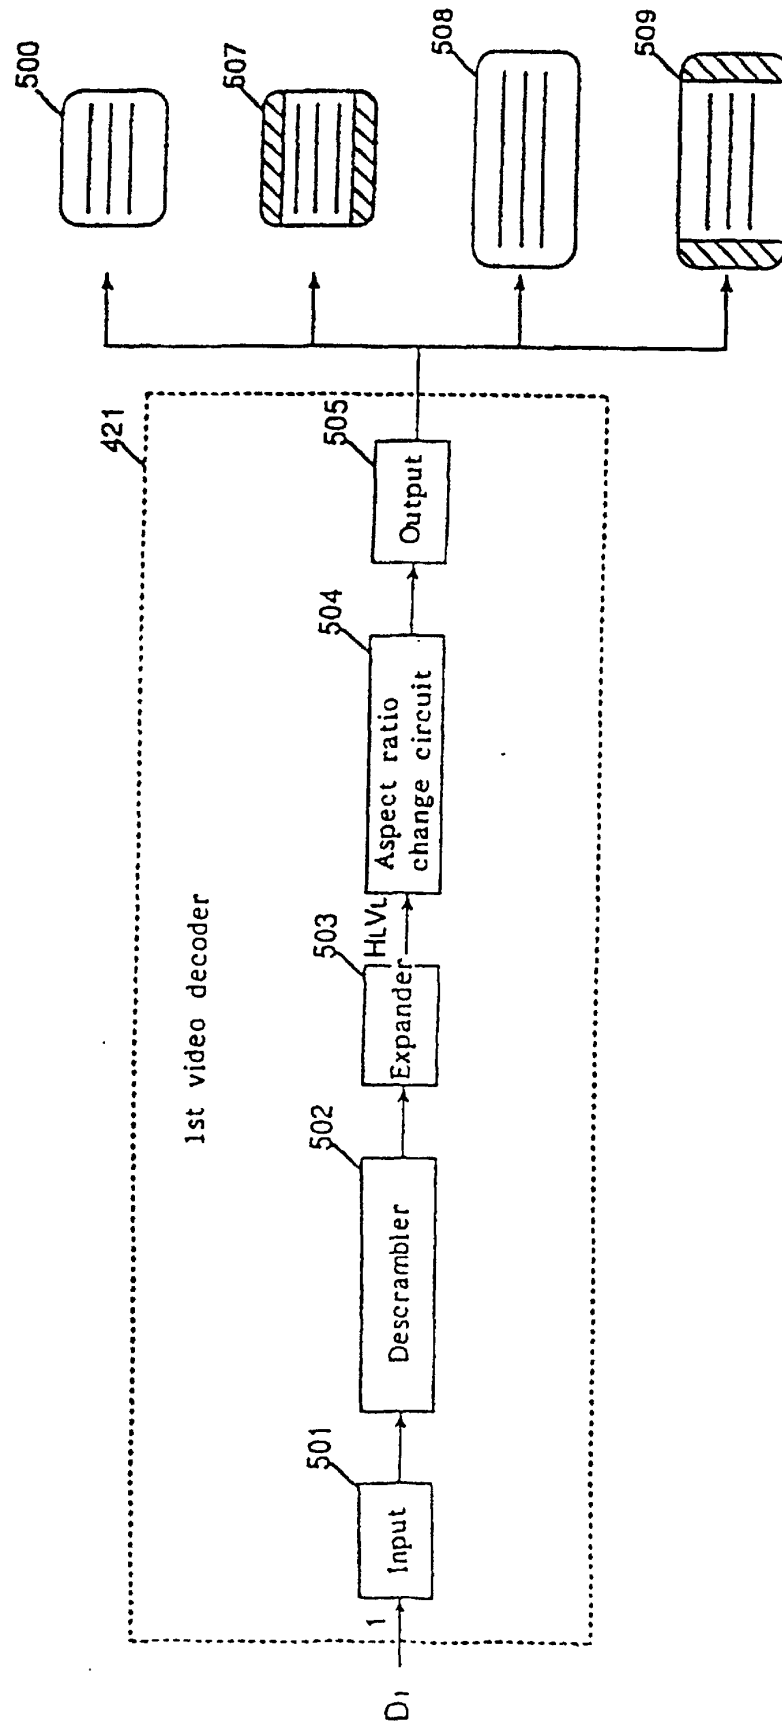 1st video decoder
421
D1
1
501
Input
502
Descrambler
503
Expander
HLVL
504
Aspect ratio
change circuit
505
Output
500
507
508
509